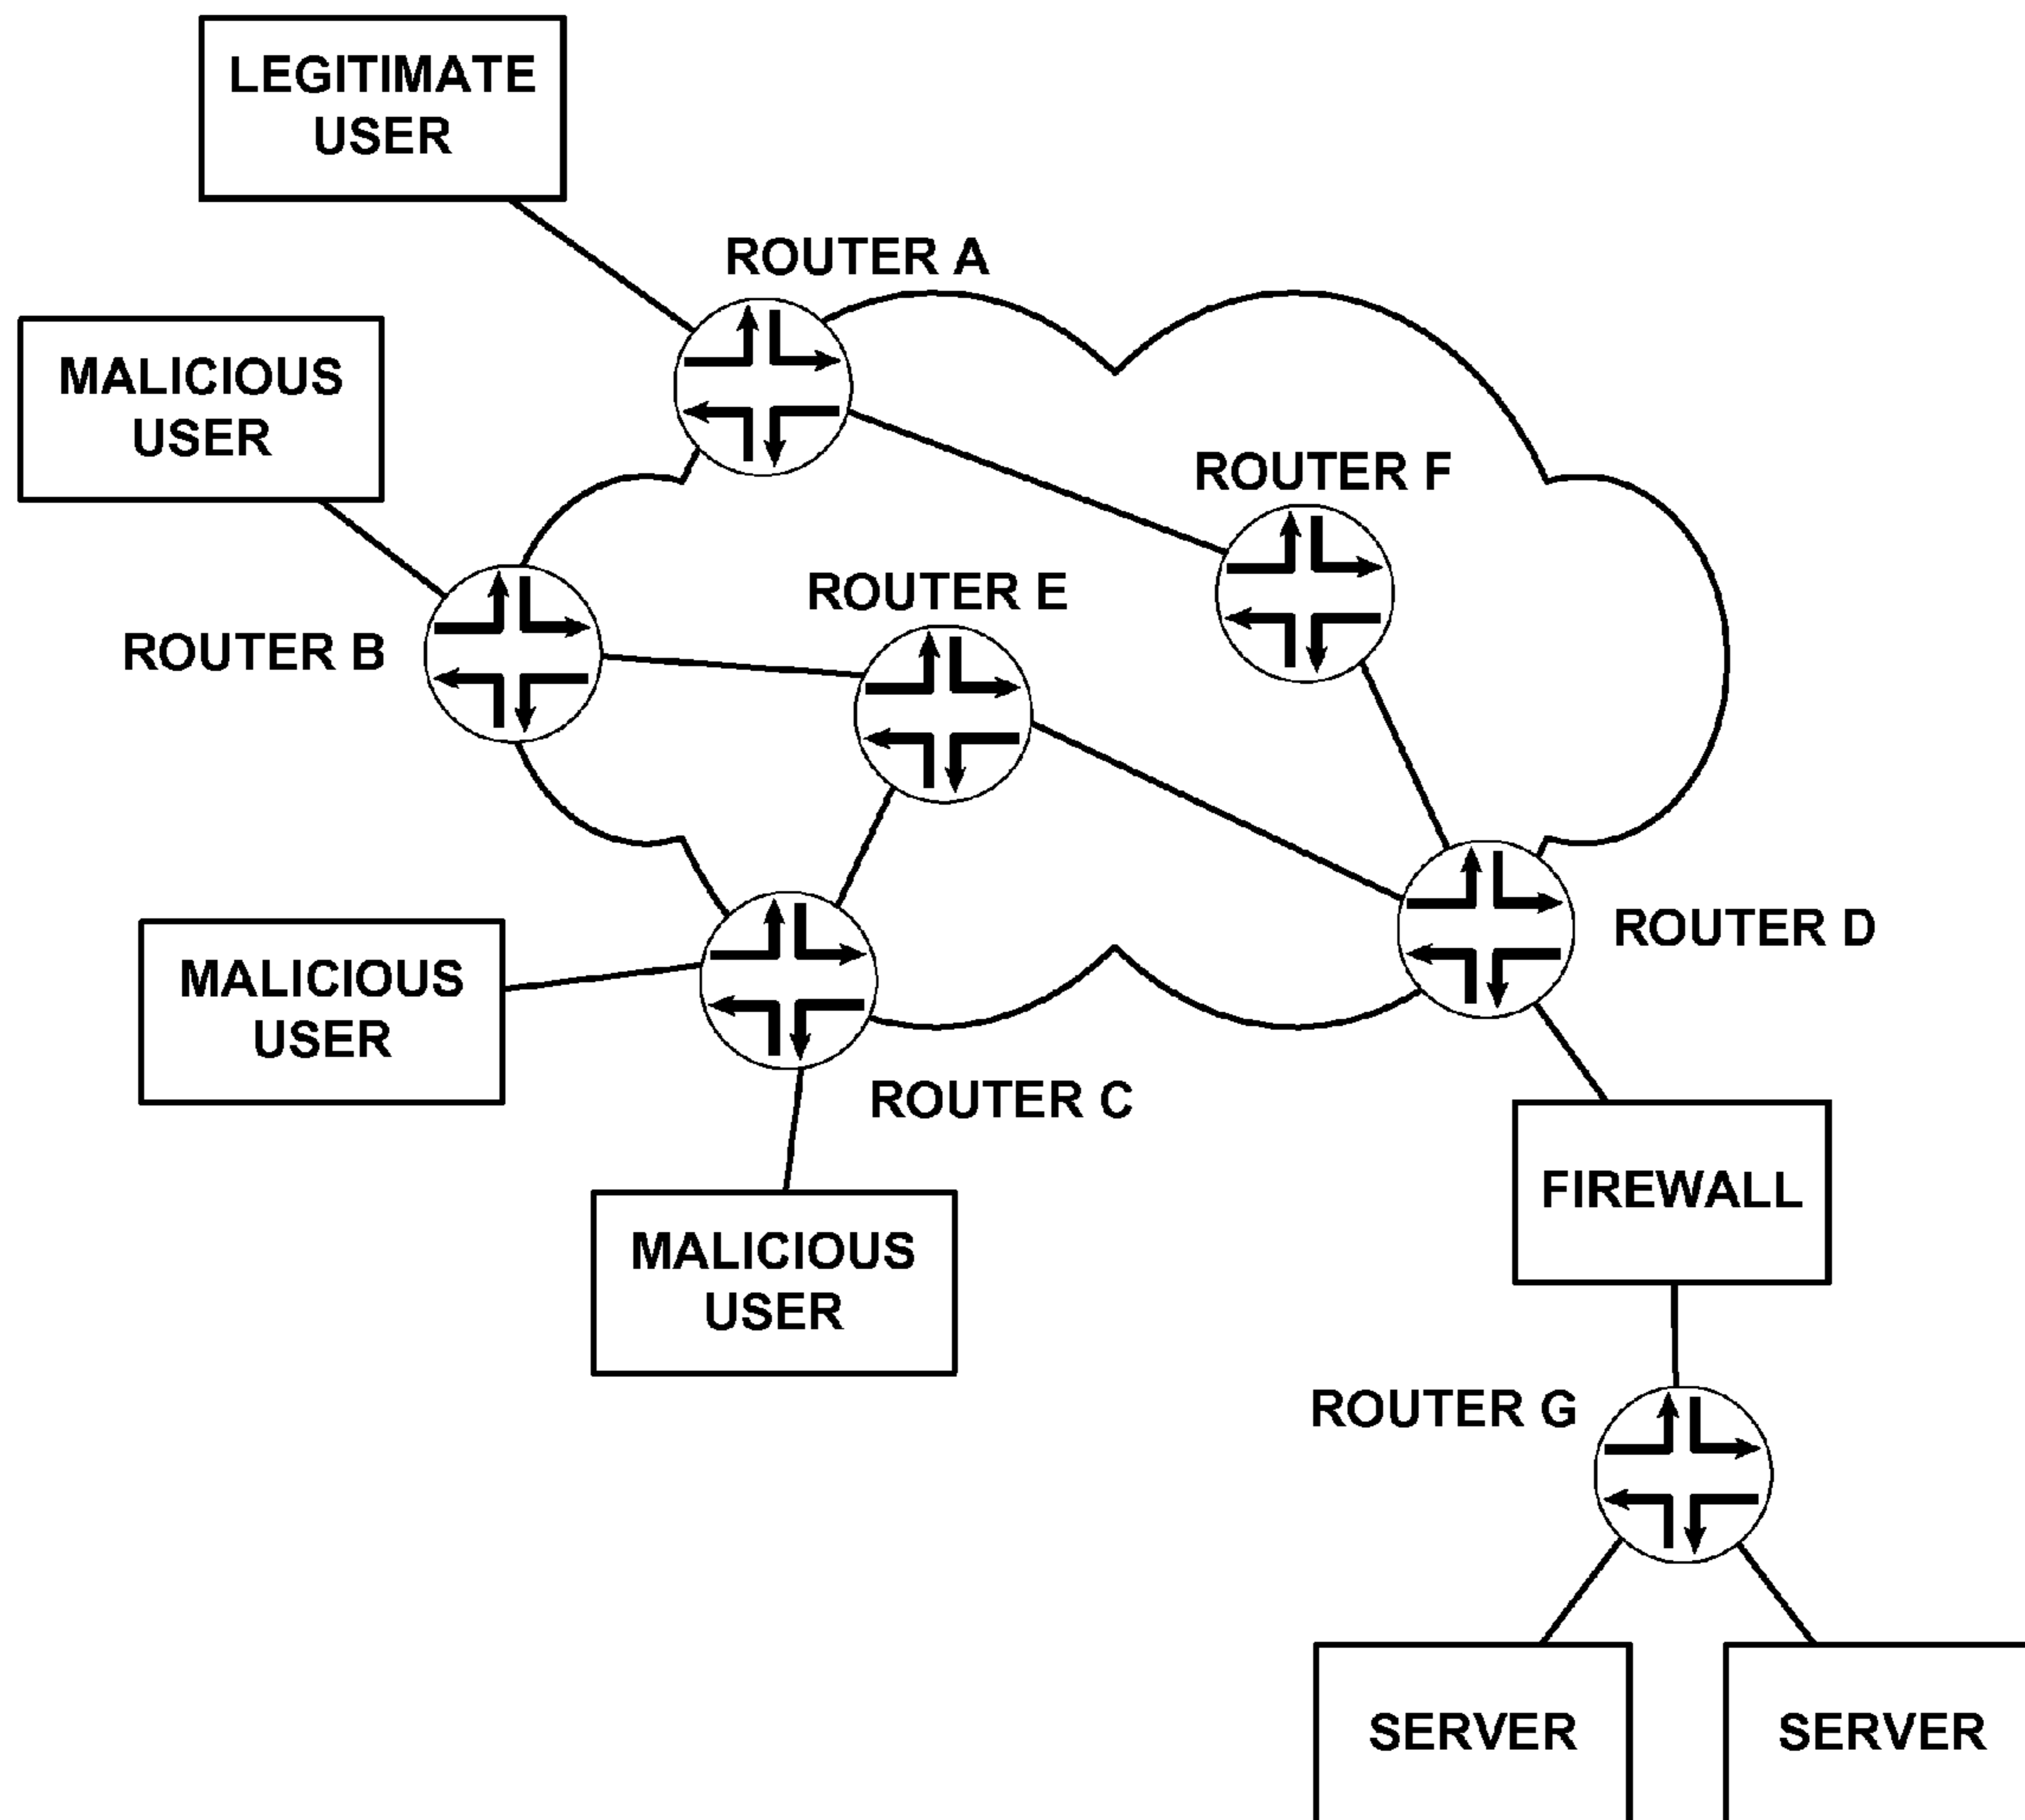 LEGITIMATE
USER
ROUTER A
MALICIOUS
USER
ROUTER F
ROUTER E
ROUTER B
ROUTER D
MALICIOUS
USER
ROUTER C
FIREWALL
MALICIOUS
USER
ROUTER G
SERVER
SERVER